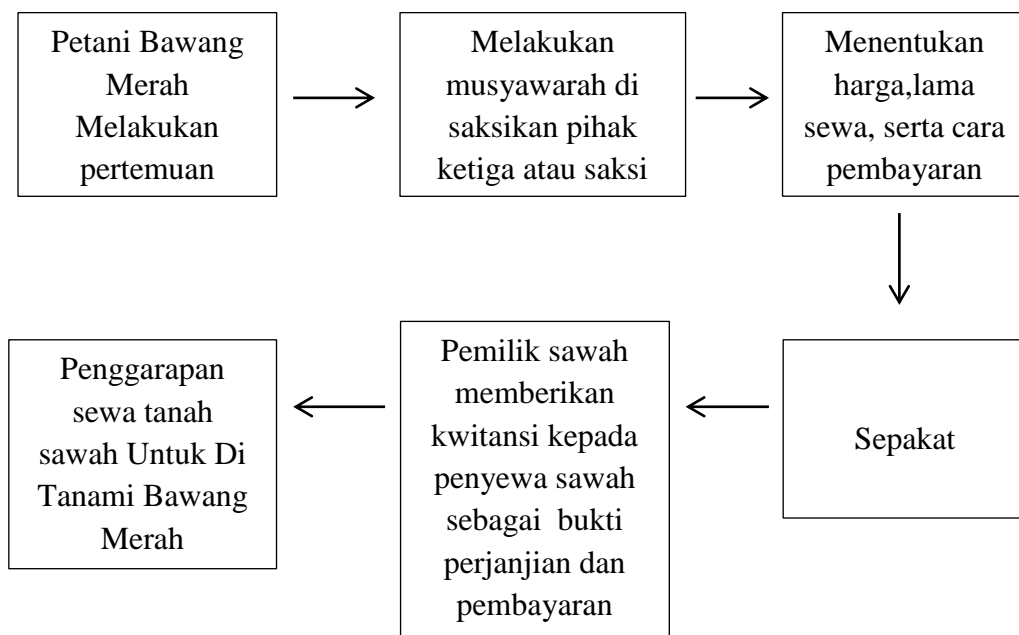 Petani Bawang
Merah
Melakukan
pertemuan
Melakukan
musyawarah di
saksikan pihak
ketiga atau saksi
Menentukan
harga,lama
sewa, serta cara
pembayaran
Sepakat
Pemilik sawah
memberikan
kwitansi kepada
penyewa sawah
sebagai  bukti
perjanjian dan
pembayaran
Penggarapan
sewa tanah
sawah Untuk Di
Tanami Bawang
Merah